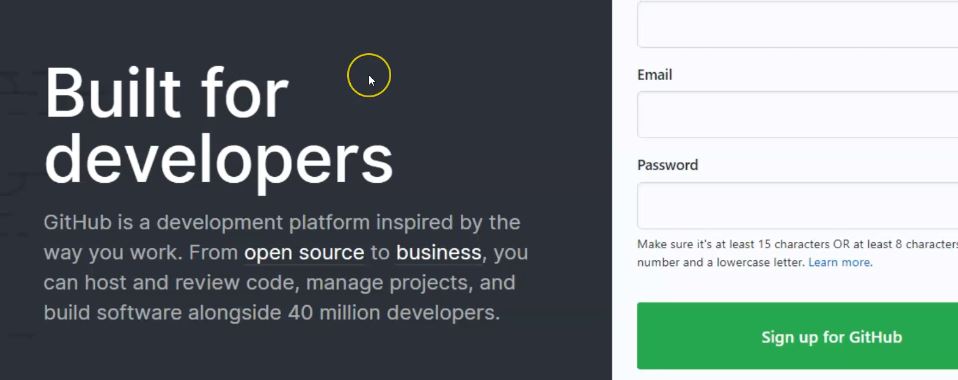 Built for
developers
GitHub is a development platform inspired by the
way you work. From open source to business, you
can host and review code, manage projects, and
build software alongside 40 million developers.
Email
Password
Make sure it's at least 15 characters OR at least 8 characters
number and a lowercase letter. Learn more.
Sign up for GitHub